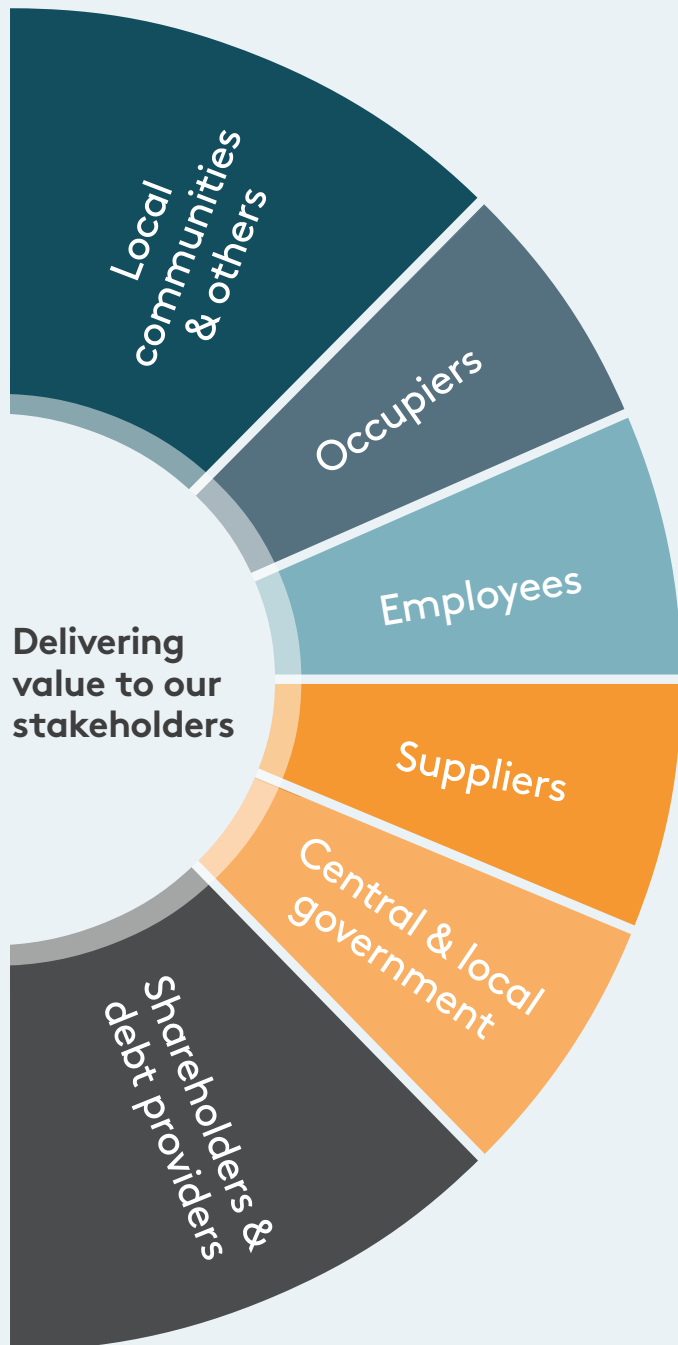 Local
communities
& others
Occupiers
Employees
Delivering
value to our
stakeholders
Suppliers
Central & local
government
Shareholders &
debt providers